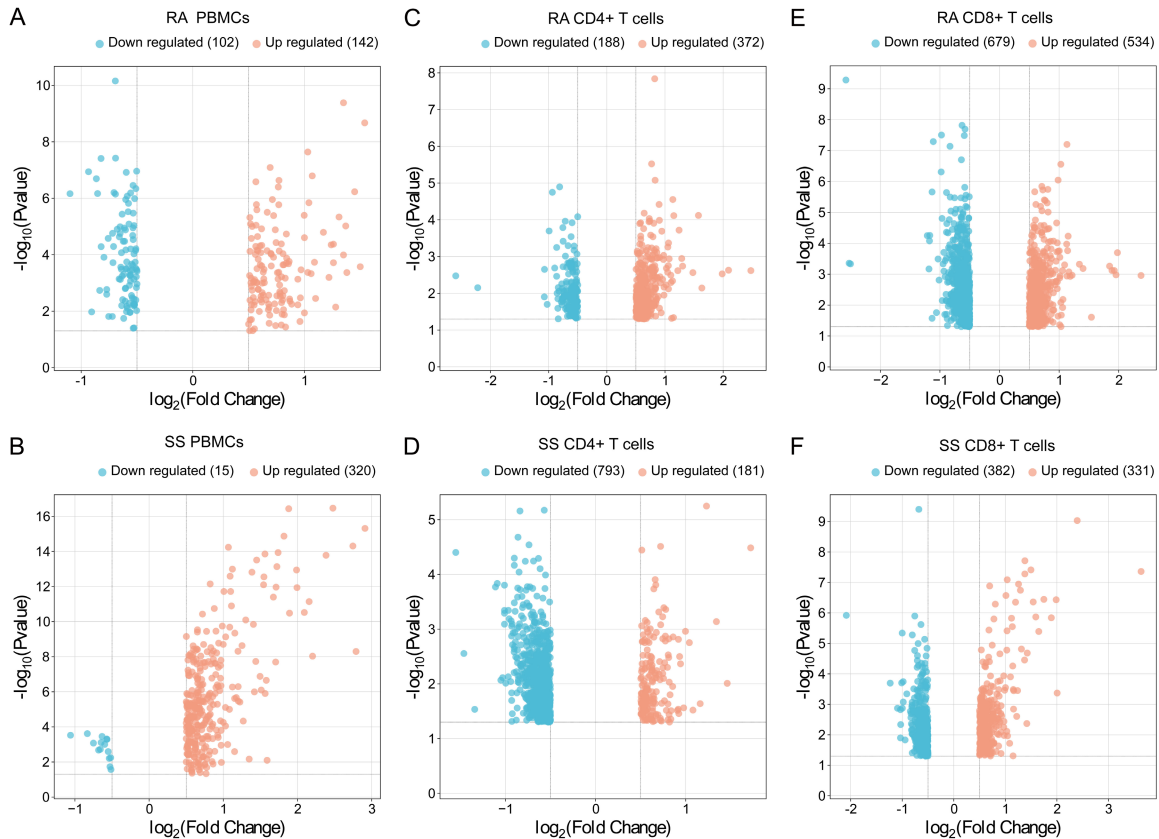 A
RA PBMCs
Down regulated (102) Up regulated (142)
10
8
6
4
2
0
-log10(Pvalue)
-1 0 1
log2(Fold Change)
C
RA CD4+ T cells
Down regulated (188) Up regulated (372)
8
7
6
5
4
3
2
1
0
-log10(Pvalue)
−2 −1 0 1 2
log2(Fold Change)
E
RA CD8+ T cells
Down regulated (679) Up regulated (534)
9
8
7
6
5
4
3
2
1
0
-log10(Pvalue)
−2 −1 0 1 2
log2(Fold Change)
B
SS PBMCs
Down regulated (15) Up regulated (320)
16
14
12
10
8
6
4
2
0
-log10(Pvalue)
−1 0 1 2 3
log2(Fold Change)
D
SS CD4+ T cells
Down regulated (793) Up regulated (181)
5
4
3
2
1
0
-log10(Pvalue)
−1 0 1
log2(Fold Change)
F
SS CD8+ T cells
Down regulated (382) Up regulated (331)
9
8
7
6
5
4
3
2
1
0
-log10(Pvalue)
-2 -1 0 1 2 3
log2(Fold Change)